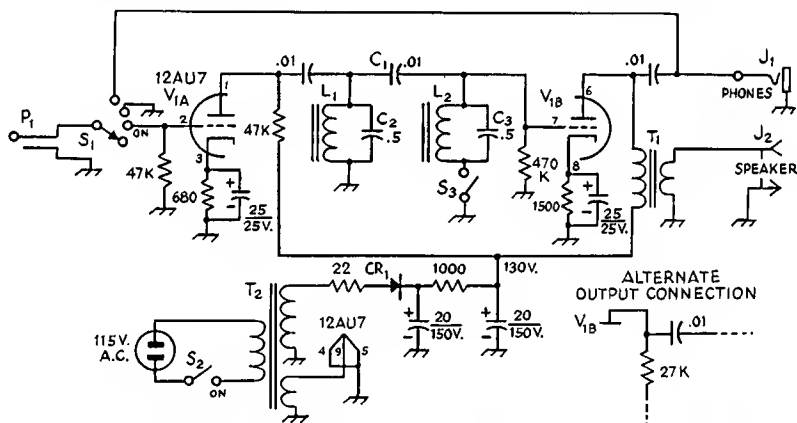 .01
C1 .01
.01
J1
12AU7
V1A
1
L1
L2
V1B
6
PHONES
P1
S1
ON
2
C2
.5
C3
.5
7
T1
J2
47K
3
47K
680
+
-
25
25V.
S3
470
K
8
1500
+
-
25
25V.
SPEAKER
22
CR1
1000
130V.
ALTERNATE
OUTPUT CONNECTION
T2
12AU7
+
-
20
150V.
+
-
20
150V.
V1B
.01
115V.
A.C.
S2
ON
4
9
5
27K